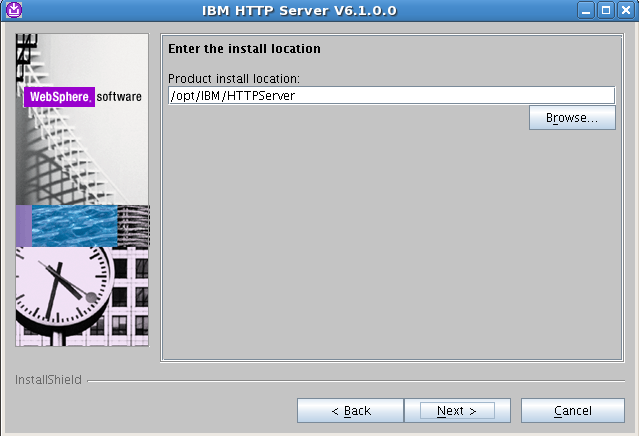 IBM HTTP Server V6.1.0.0
WebSphere. software
Enter the install location
Product install location:
/opt/IBM/HTTPServer
Browse...
InstallShield
< Back
Next >
Cancel